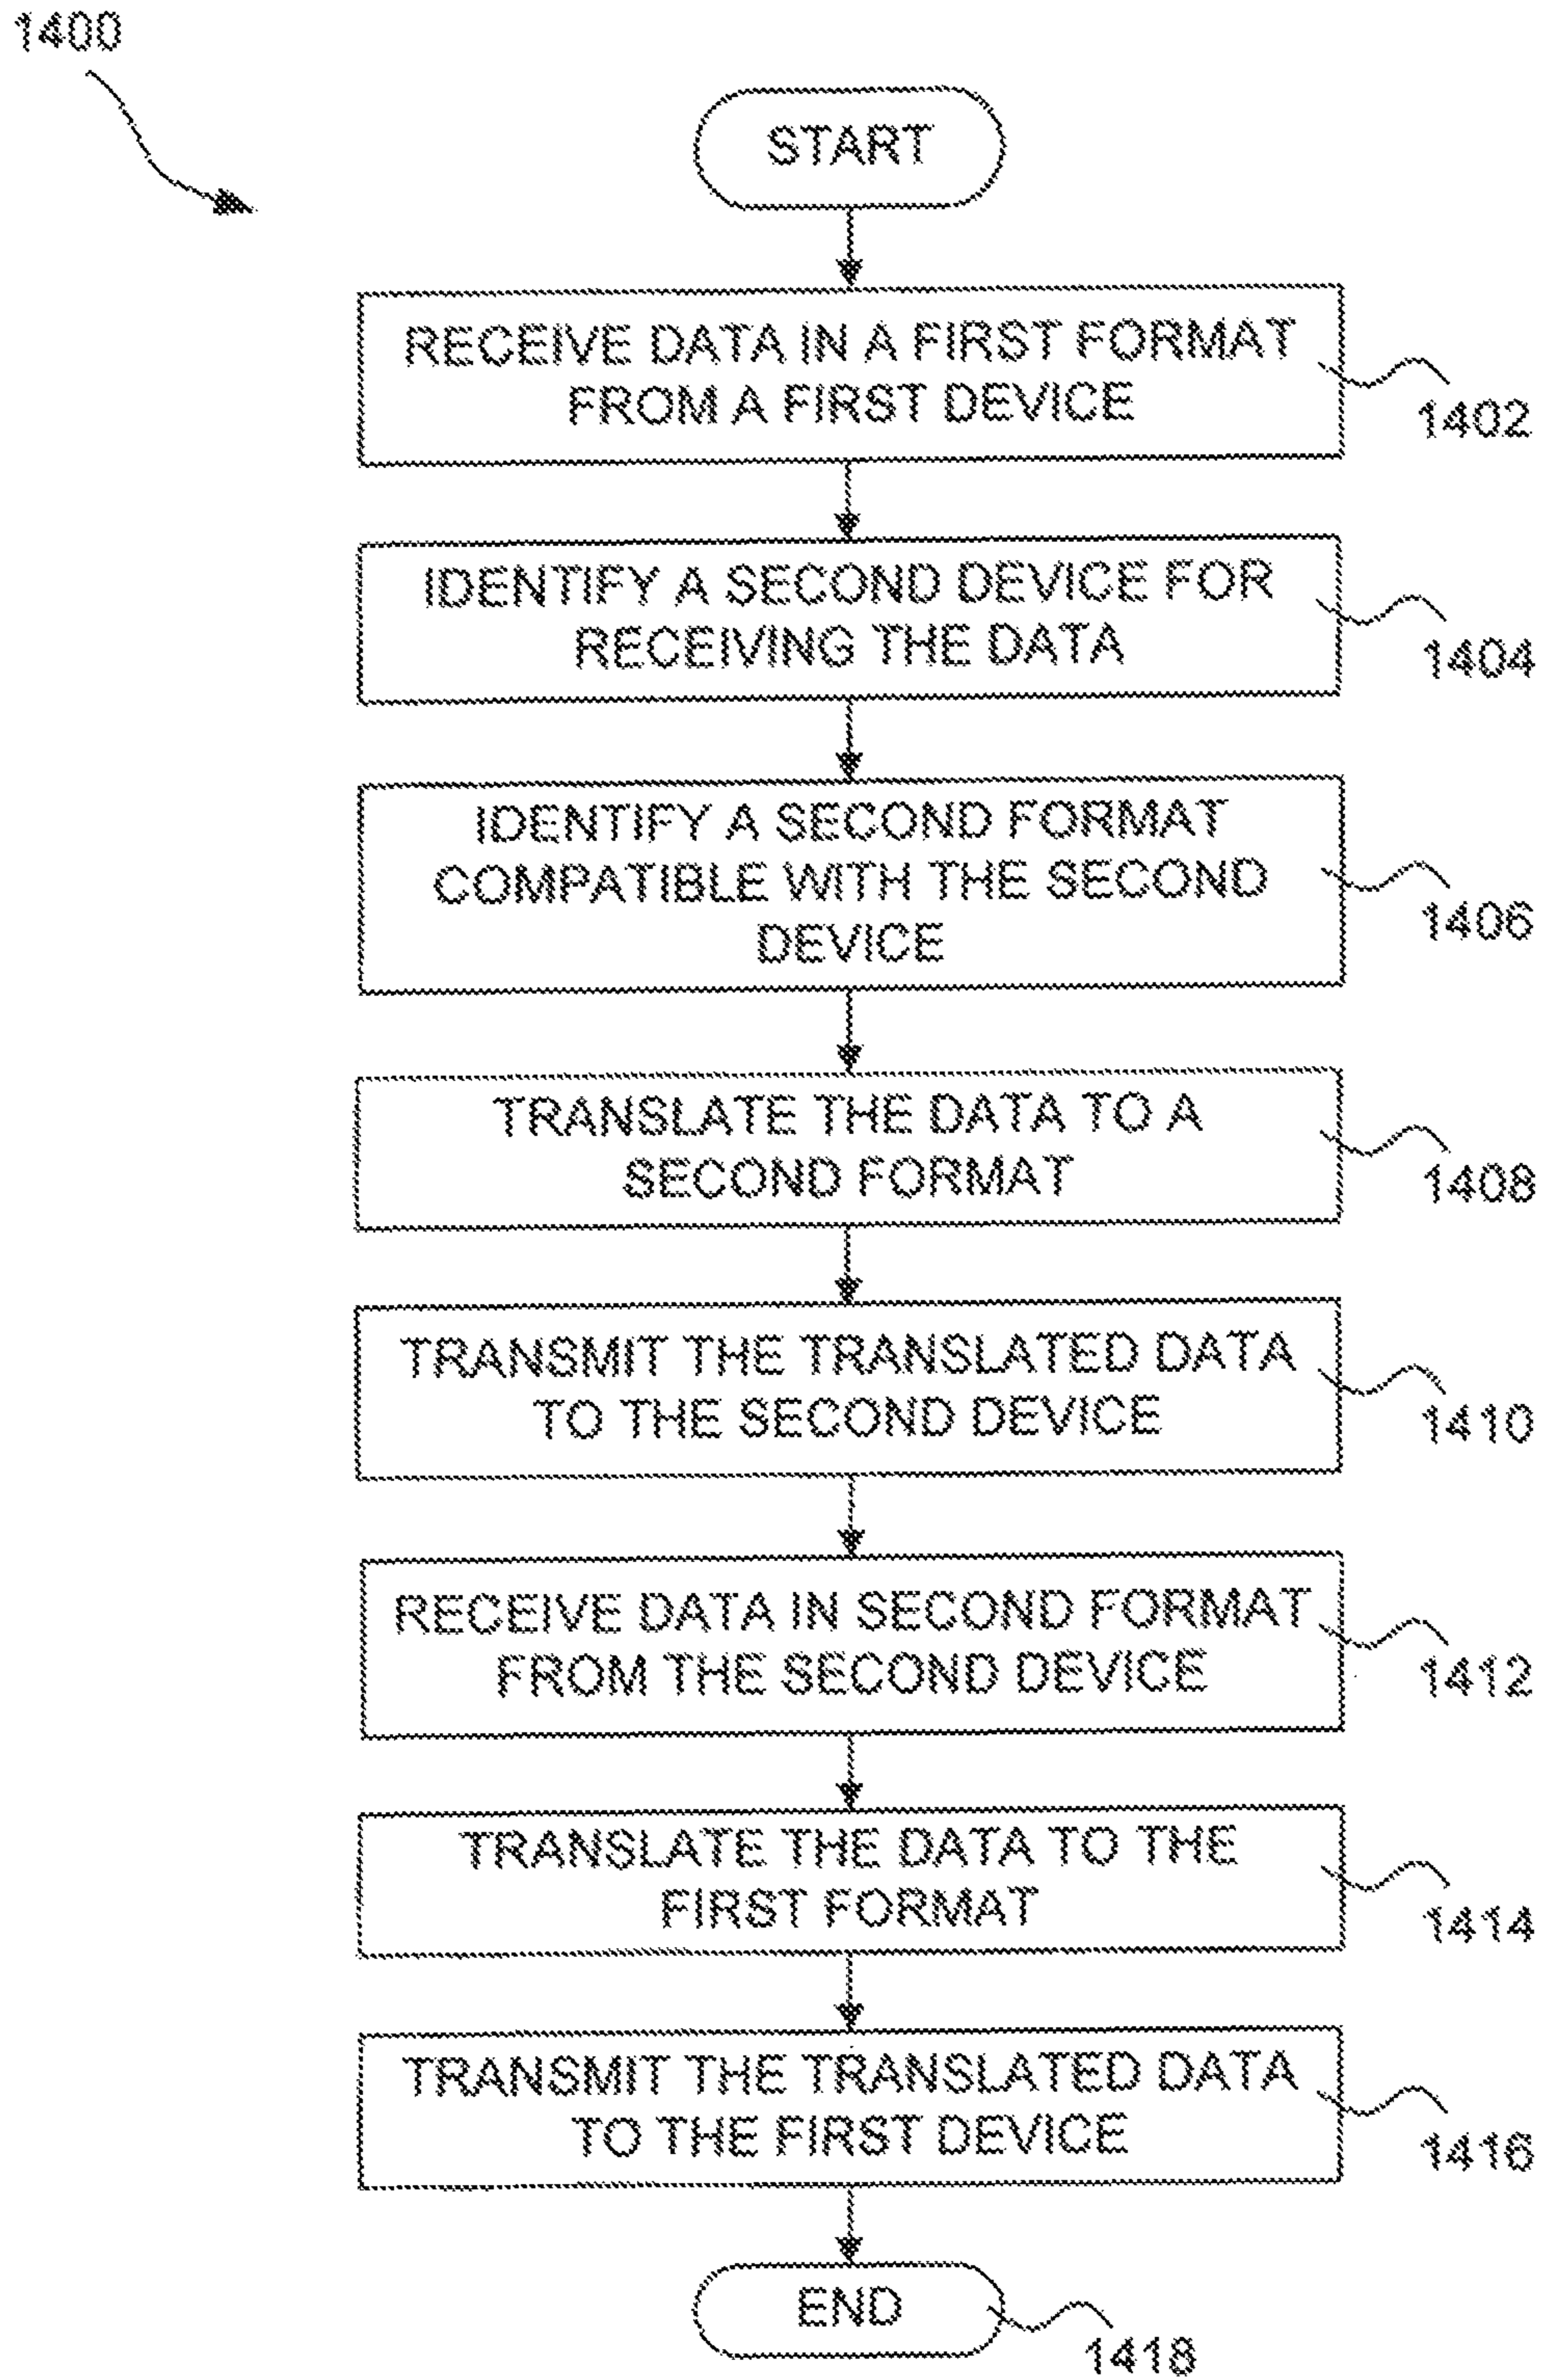 1400
START
RECEIVE DATA IN A FIRST FORMAT
FROM A FIRST DEVICE
1402
IDENTIFY A SECOND DEVICE FOR
RECEIVING THE DATA
1404
IDENTIFY A SECOND FORMAT
COMPATIBLE WITH THE SECOND
DEVICE
1406
TRANSLATE THE DATA TO A
SECOND FORMAT
1408
TRANSMIT THE TRANSLATED DATA
TO THE SECOND DEVICE
1410
RECEIVE DATA IN SECOND FORMAT
FROM THE SECOND DEVICE
1412
TRANSLATE THE DATA TO THE
FIRST FORMAT
1414
TRANSMIT THE TRANSLATED DATA
TO THE FIRST DEVICE
1416
END
1418